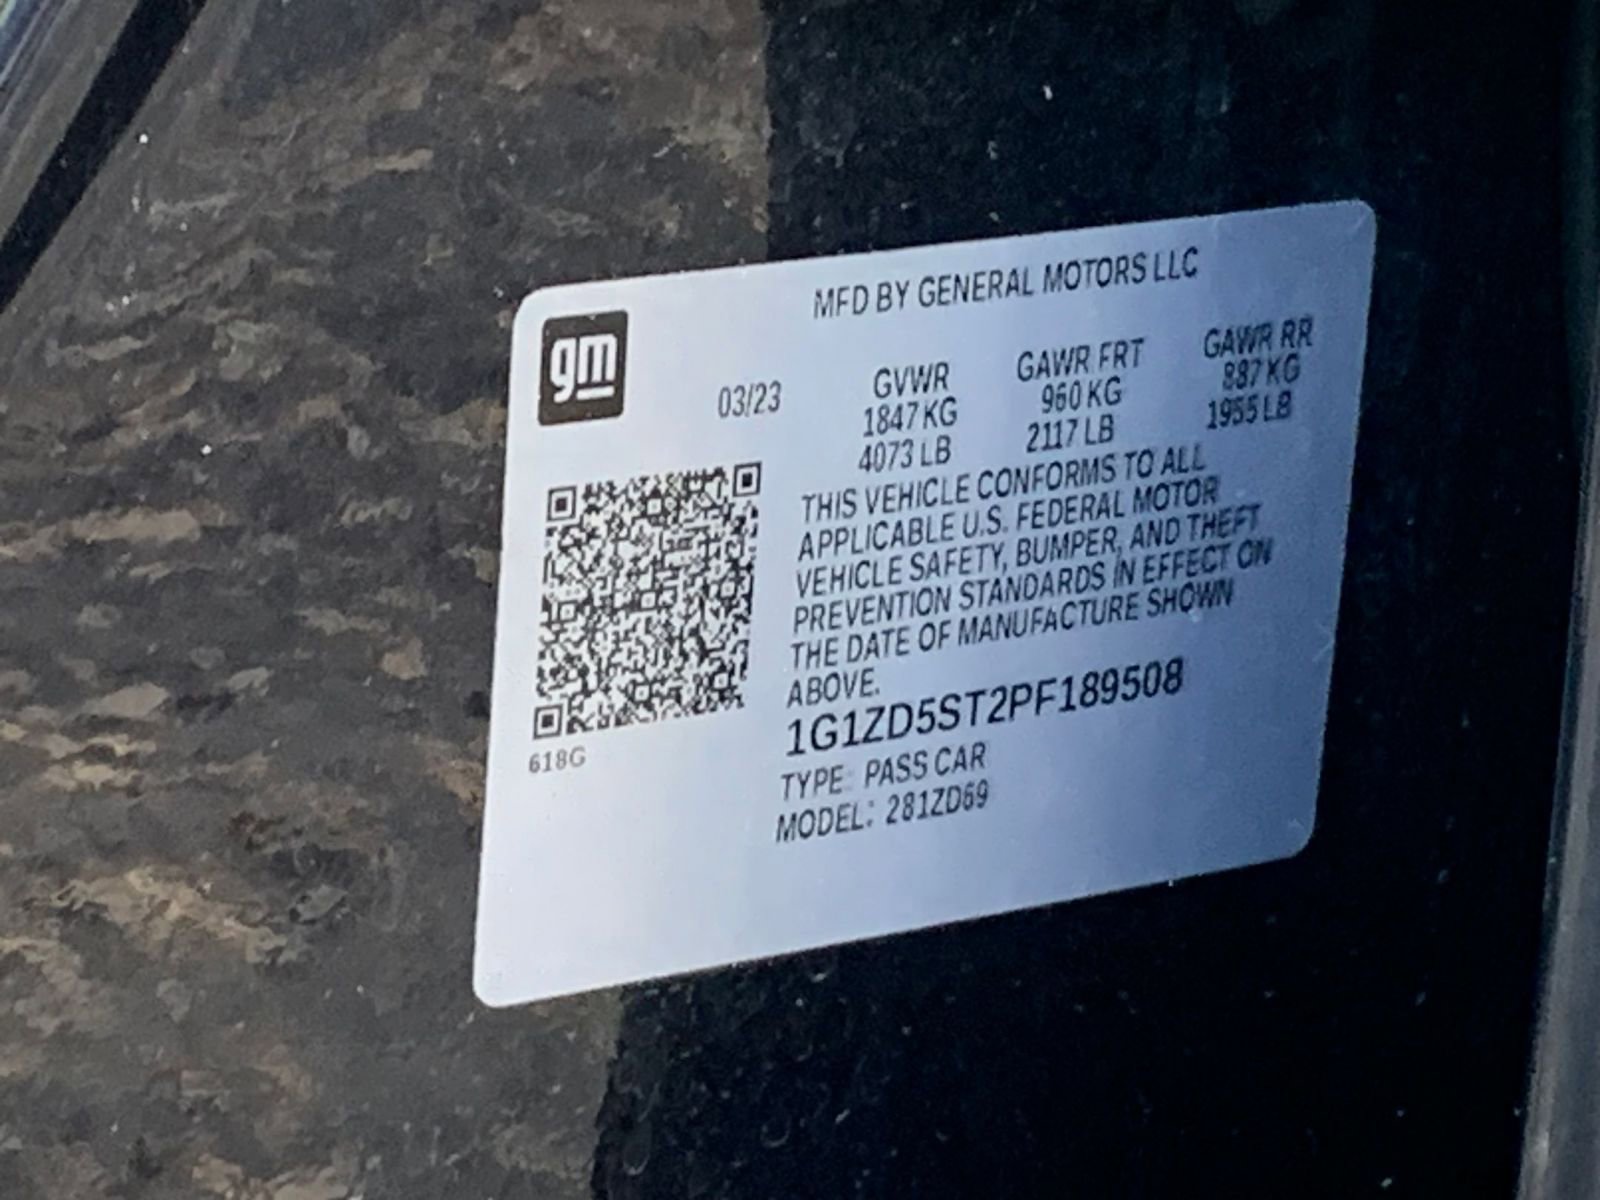 MFD BY GENERAL MOTORS LLC
gm
03/23
GVWR GAWR FRT GAWR RR
1847 KG 960 KG 887 KG
4073 LB 2117 LB 1955 LB
THIS VEHICLE CONFORMS TO ALL
APPLICABLE U.S. FEDERAL MOTOR
VEHICLE SAFETY, BUMPER, AND THEFT
PREVENTION STANDARDS IN EFFECT ON
THE DATE OF MANUFACTURE SHOWN
ABOVE.
1G1ZD5ST2PF189508
618G
TYPE: PASS CAR
MODEL: 281ZD69